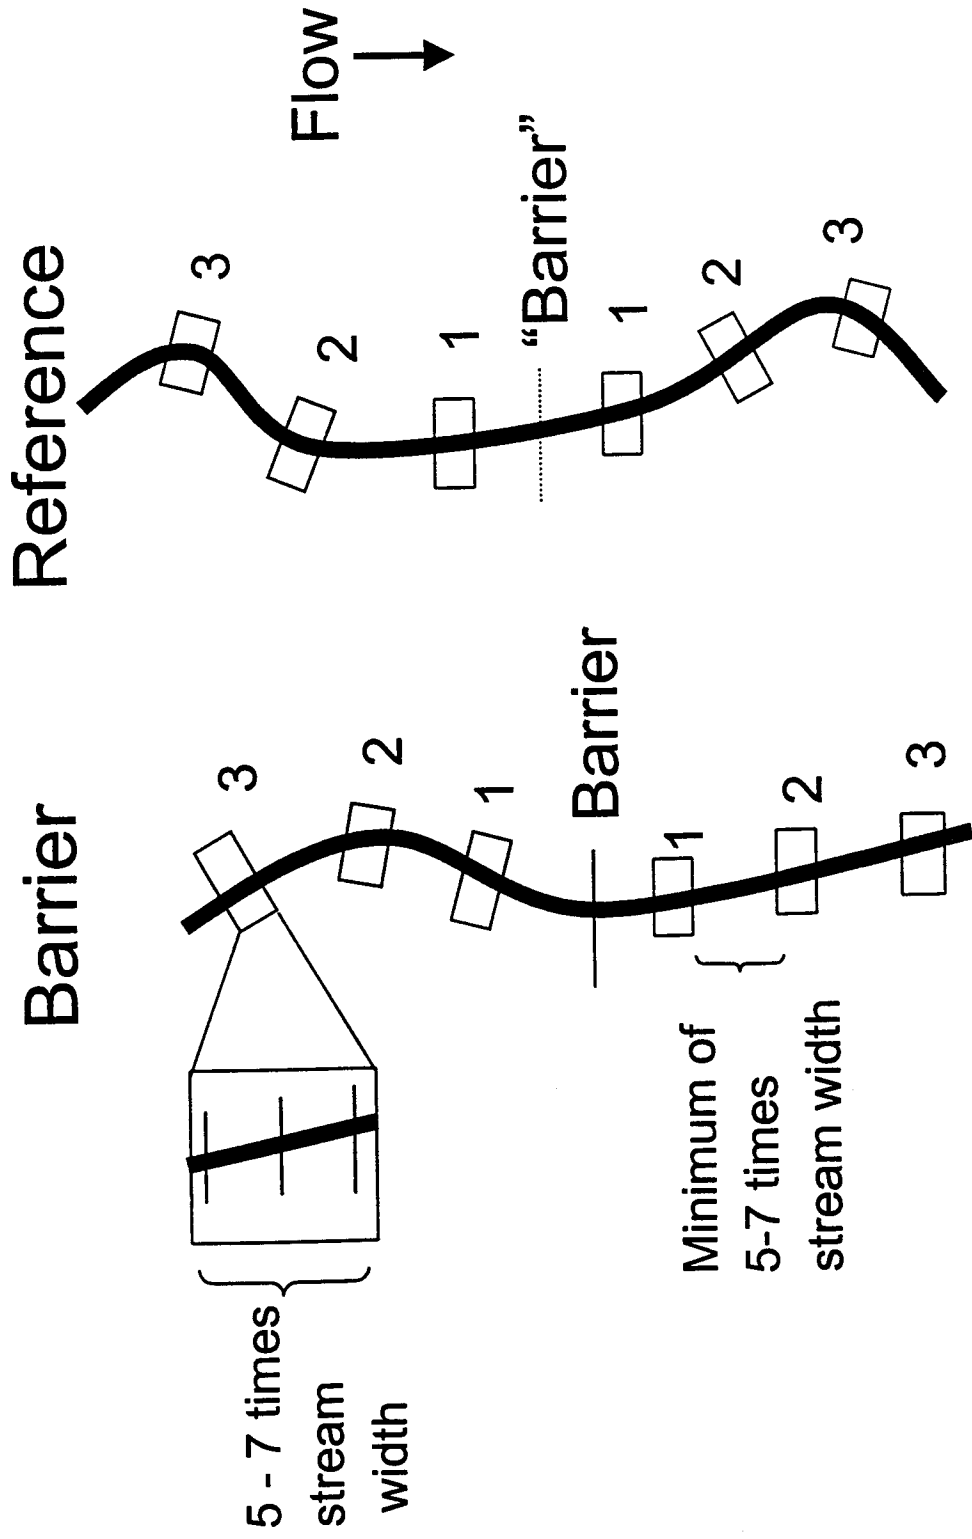 Barrier
Reference
Flow
3
2
1
Barrier
1
2
3
5 - 7 times
stream
width
Minimum of
5-7 times
stream width
3
2
1
“Barrier”
1
2
3